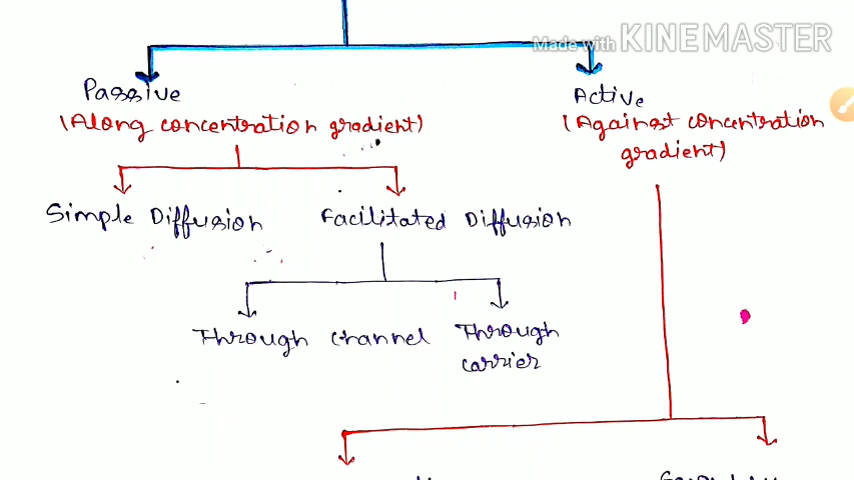 Made with KINEMASTER
Passive
(Along concentration gradient)
Active
(Against concentration
gradient)
Simple Diffusion
Facilitated Diffusion
Through channel
Through
carrier